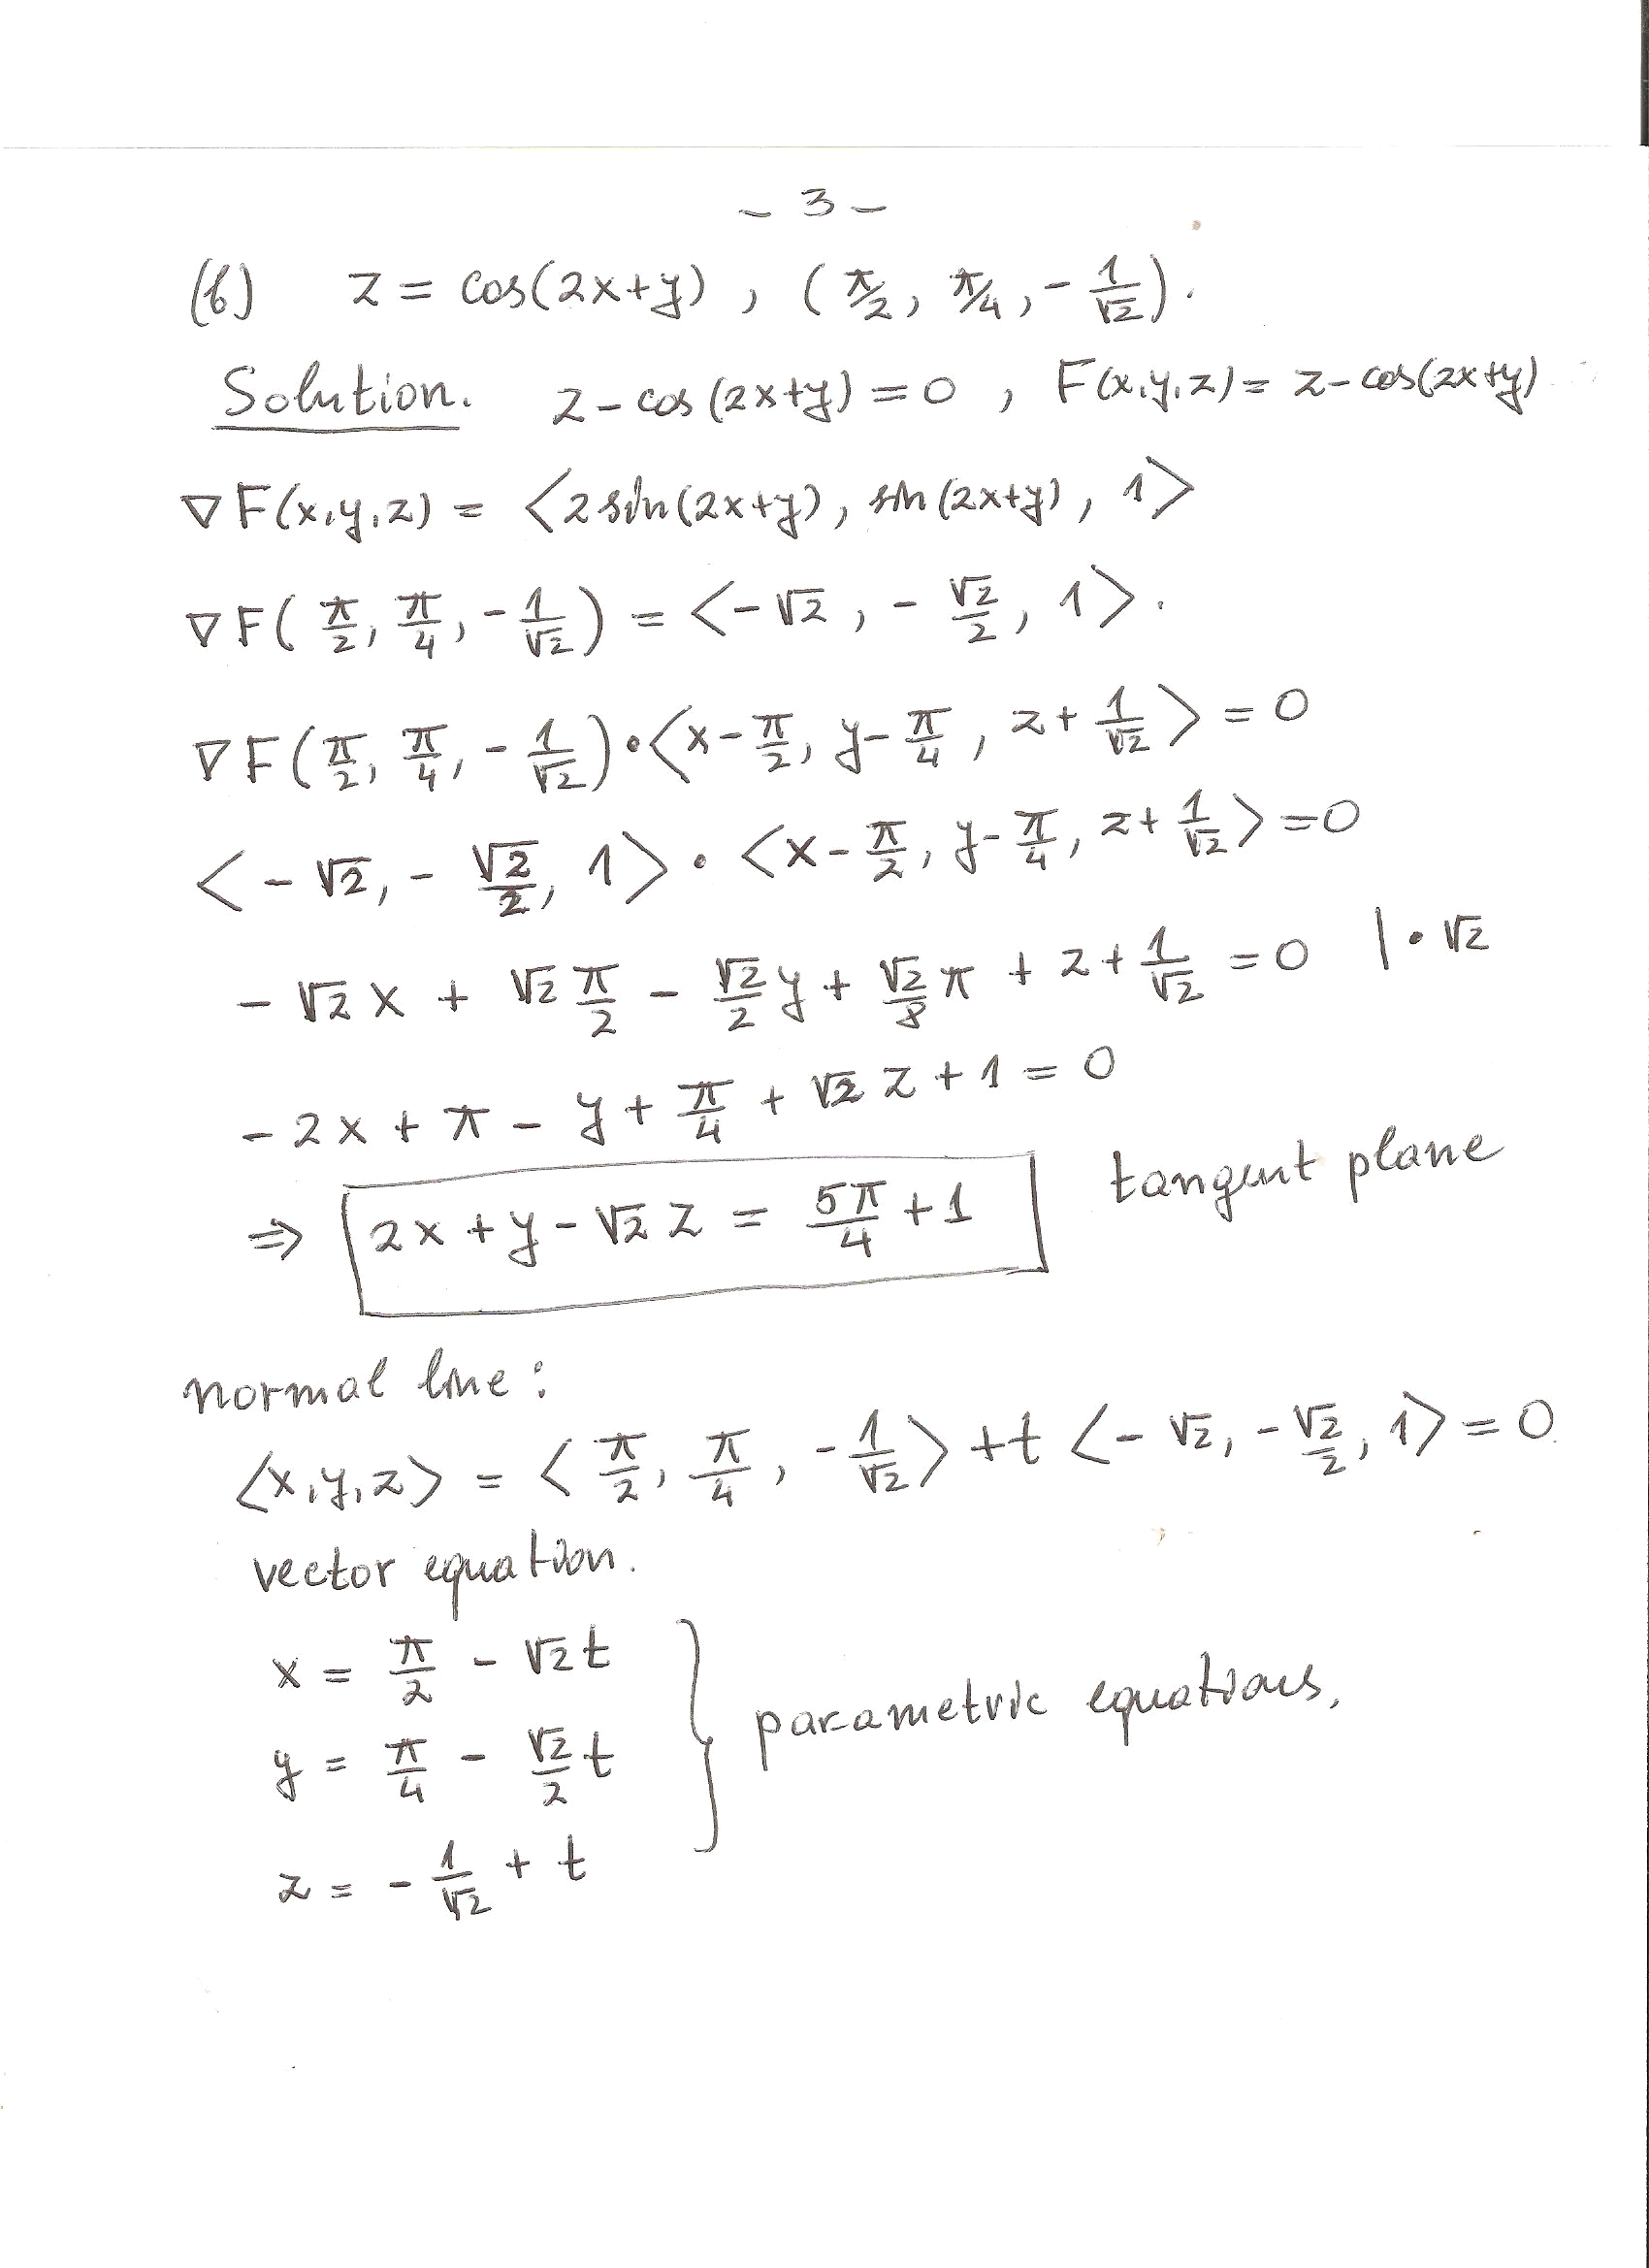 - 3 -
(b) z = cos(2x+y) , (π/2, π/4, -1/√2).
Solution. z - cos(2x+y) = 0 , F(x,y,z) = z - cos(2x+y)
∇F(x,y,z) = <2sin(2x+y), sin(2x+y), 1>
∇F(π/2, π/4, -1/√2) = <-√2, -√2/2, 1>.
∇F(π/2, π/4, -1/√2)•<x-π/2, y-π/4, z+1/√2> = 0
<-√2, -√2/2, 1>•<x-π/2, y-π/4, z+1/√2> = 0
-√2 x + √2 π/2 - √2/2 y + √2/8 π + z + 1/√2 = 0 |•√2
-2x + π - y + π/4 + √2 z + 1 = 0
⇒ 2x + y - √2 z = 5π/4 + 1 tangent plane
normal line:
<x,y,z> = <π/2, π/4, -1/√2> + t <-√2, -√2/2, 1> = 0
vector equation.
x = π/2 - √2 t
y = π/4 - √2/2 t
parametric equations.
z = -1/√2 + t